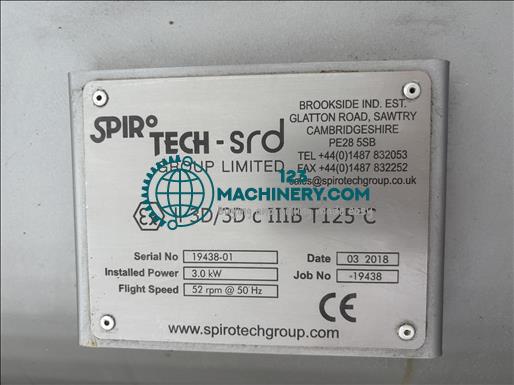 SPIRO
TECH - srd
GROUP LIMITED
BROOKSIDE IND. EST.
GLATTON ROAD, SAWTRY
CAMBRIDGESHIRE
PE28 5SB
TEL +44(0)1487 832053
FAX +44(0)1487 832252
sales@spirotechgroup.co.uk
123
MACHINERY.COM
Ex 3D/3D c IIIB T125°C
Serial No 19438-01
Date 03 2018
Installed Power 3.0 kW
Job No -19438
Flight Speed 52 rpm @ 50 Hz
CE
www.spirotechgroup.com